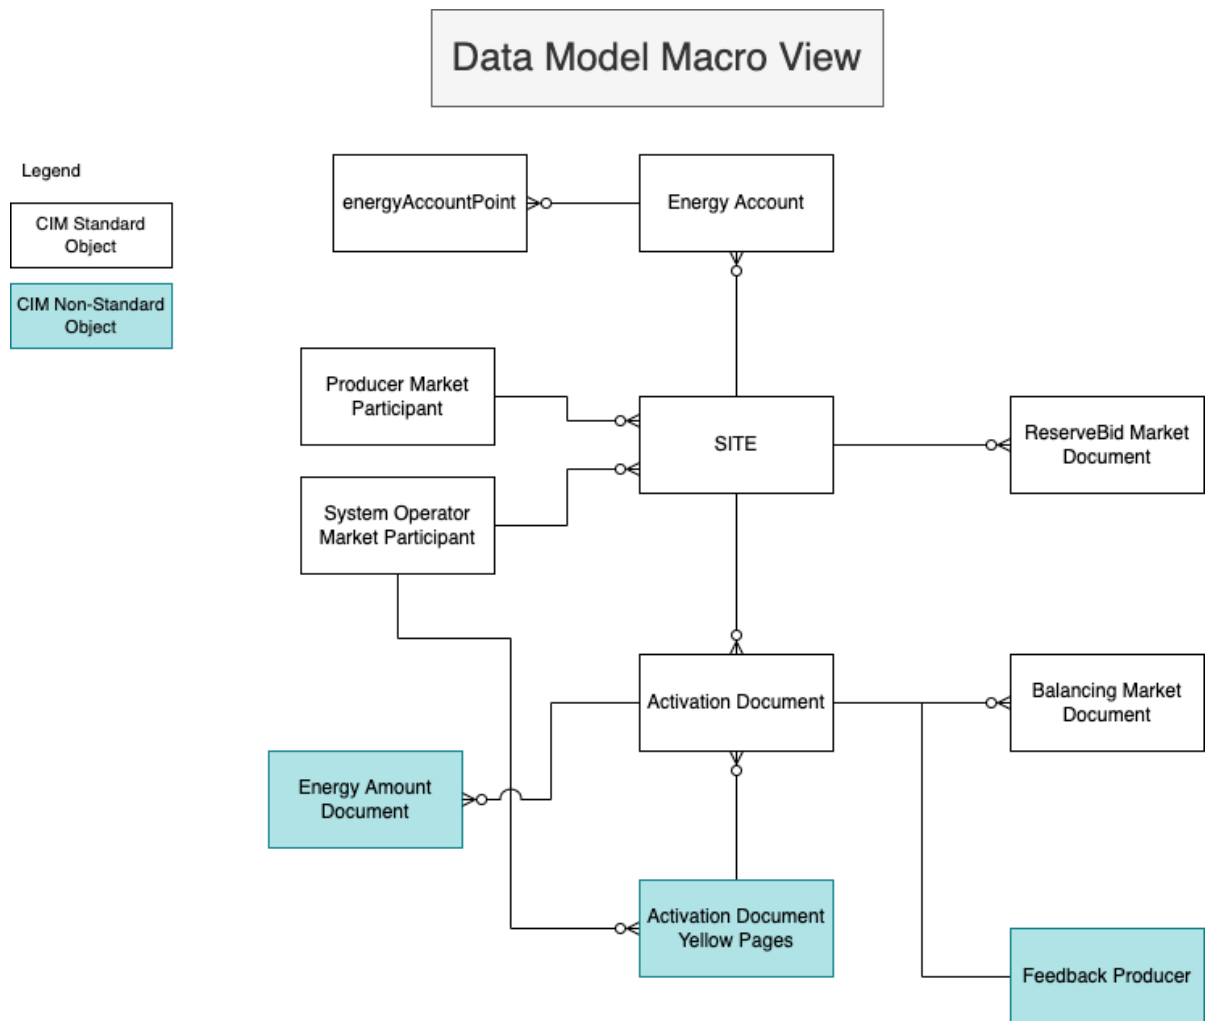 Data Model Macro View
Legend
CIM Standard
Object
CIM Non-Standard
Object
energyAccountPoint
Energy Account
Producer Market
Participant
SITE
ReserveBid Market
Document
System Operator
Market Participant
Activation Document
Balancing Market
Document
Energy Amount
Document
Activation Document
Yellow Pages
Feedback Producer